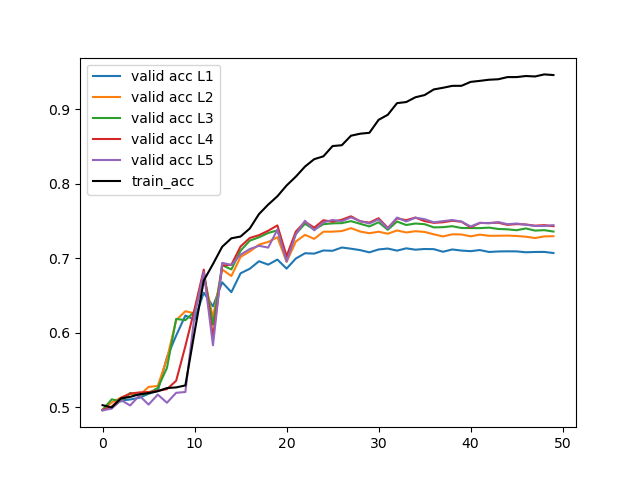 valid acc L1
valid acc L2
valid acc L3
valid acc L4
valid acc L5
train_acc
0.9
0.8
0.7
0.6
0.5
0 10 20 30 40 50